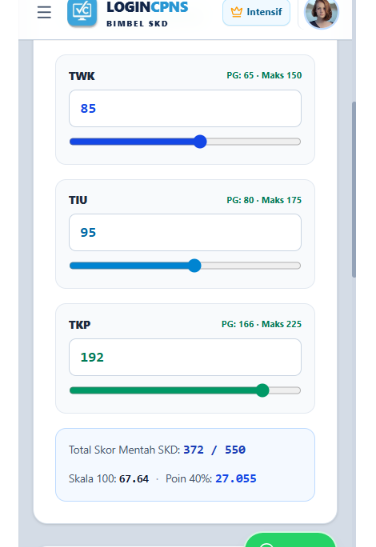 LOGINCPNS
Intensif
BIMBEL SKD
TWK
PG: 65 · Maks 150
85
TIU
PG: 80 · Maks 175
95
TKP
PG: 166 · Maks 225
192
Total Skor Mentah SKD: 372 / 550
Skala 100: 67.64 · Poin 40%: 27.055